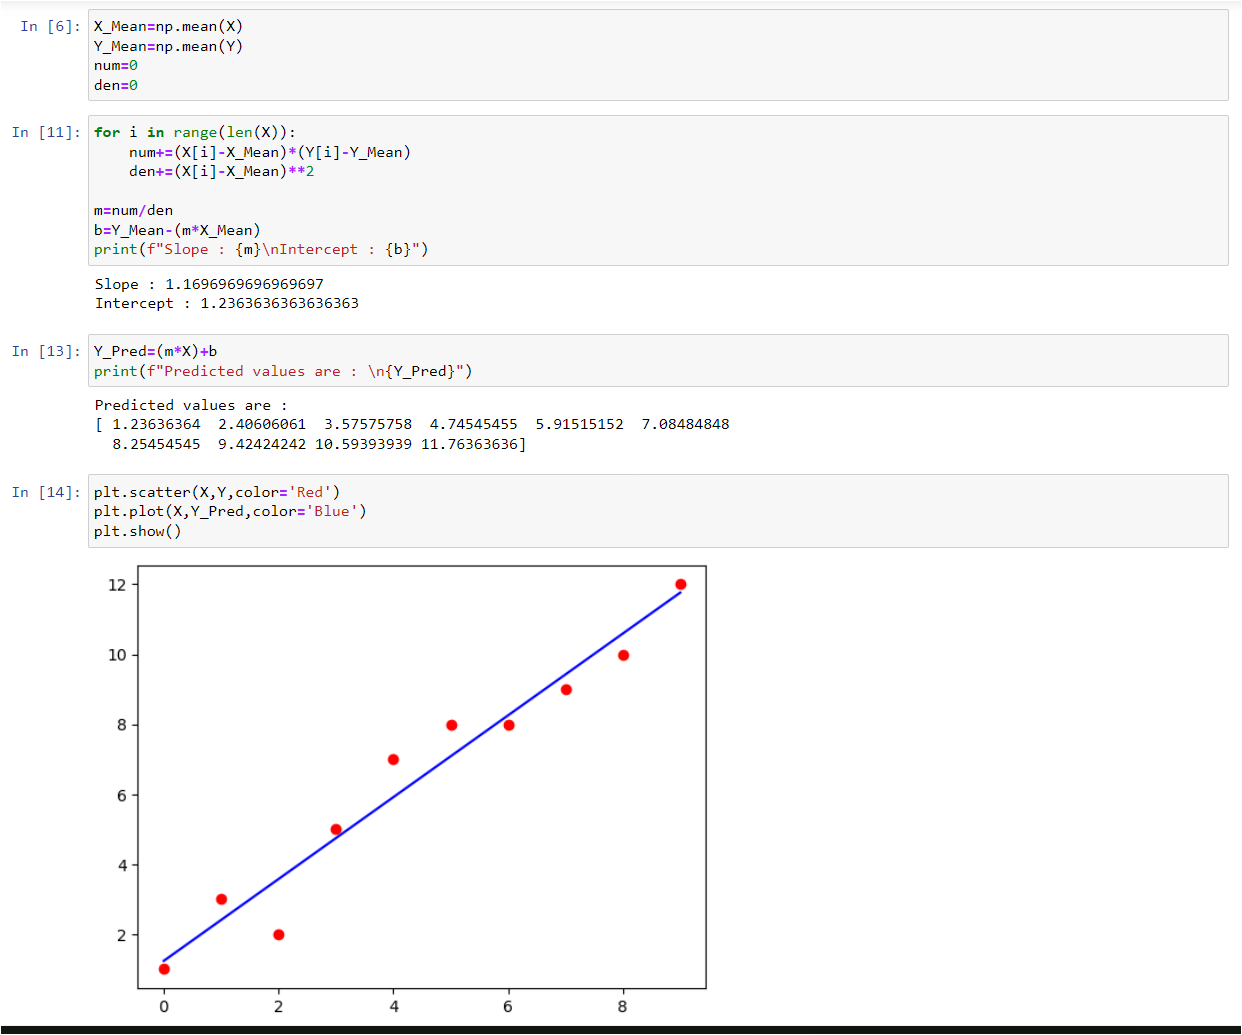 In [6]: X_Mean=np.mean(X)
Y_Mean=np.mean(Y)
num=0
den=0
In [11]: for i in range(len(X)):
    num+=(X[i]-X_Mean)*(Y[i]-Y_Mean)
    den+=(X[i]-X_Mean)**2
m=num/den
b=Y_Mean-(m*X_Mean)
print(f"Slope : {m}\nIntercept : {b}")
Slope : 1.1696969696969697
Intercept : 1.2363636363636363
In [13]: Y_Pred=(m*X)+b
print(f"Predicted values are : \n{Y_Pred}")
Predicted values are :
[ 1.23636364  2.40606061  3.57575758  4.74545455  5.91515152  7.08484848
  8.25454545  9.42424242 10.59393939 11.76363636]
In [14]: plt.scatter(X,Y,color='Red')
plt.plot(X,Y_Pred,color='Blue')
plt.show()
12
10
8
6
4
2
0 2 4 6 8